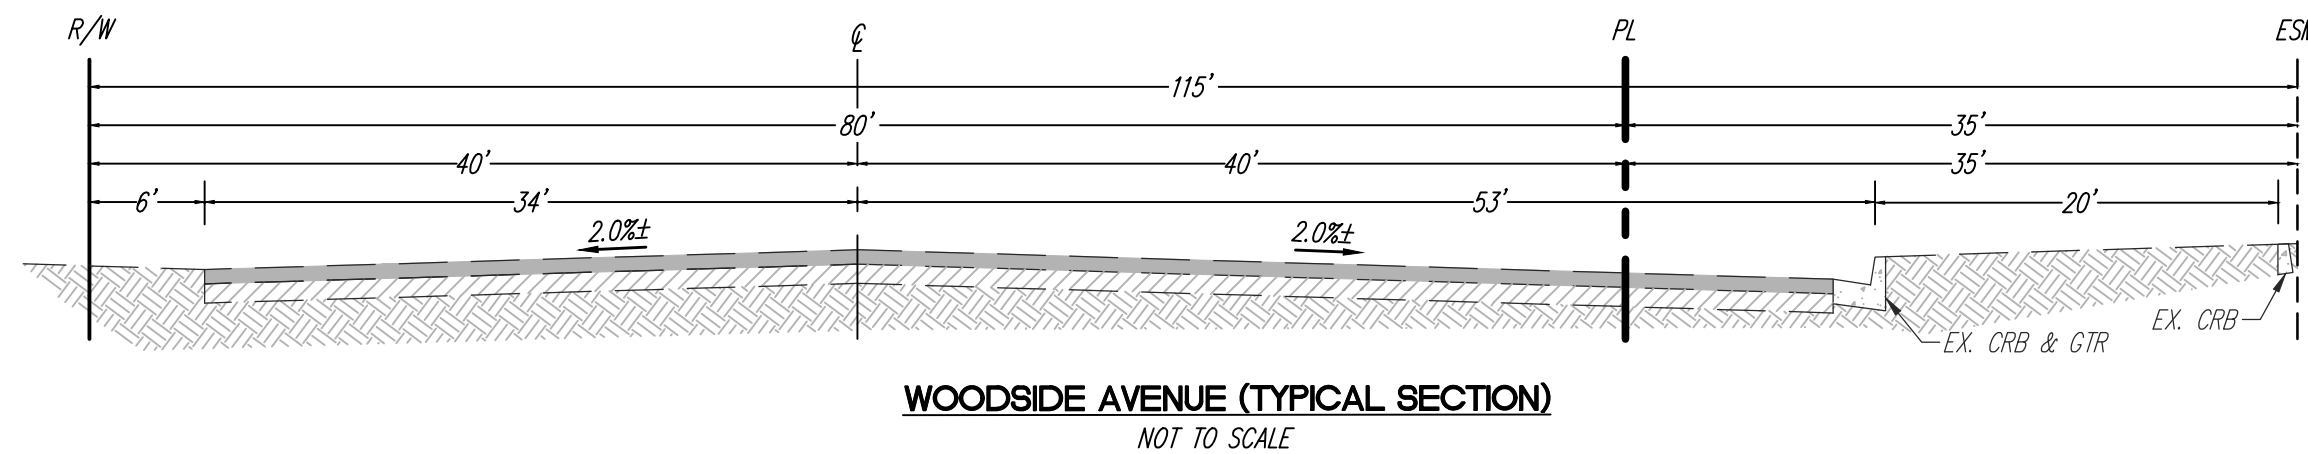 R/W ℄ PL ESM
115'
80' 35'
40' 40' 35'
6' 34' 53' 20'
2.0%± 2.0%±
EX. CRB
EX. CRB & GTR
WOODSIDE AVENUE (TYPICAL SECTION)
NOT TO SCALE